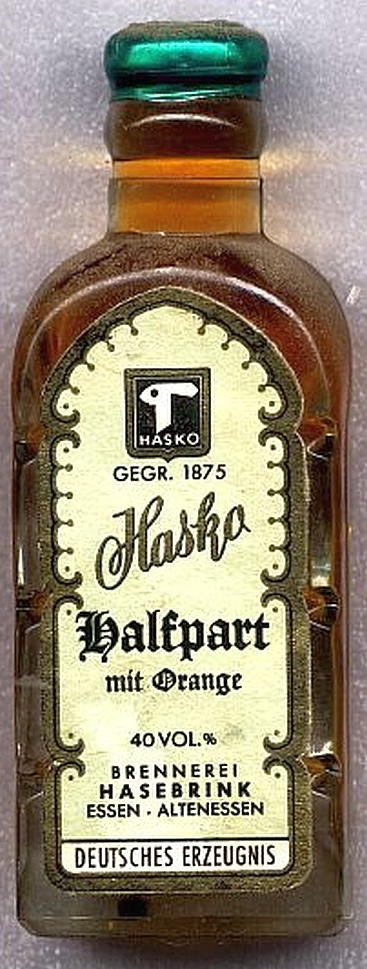 HASKO
GEGR. 1875
Hasko
Halfpart
mit Orange
40 VOL.%
BRENNEREI
HASEBRINK
ESSEN · ALTENESSEN
DEUTSCHES ERZEUGNIS